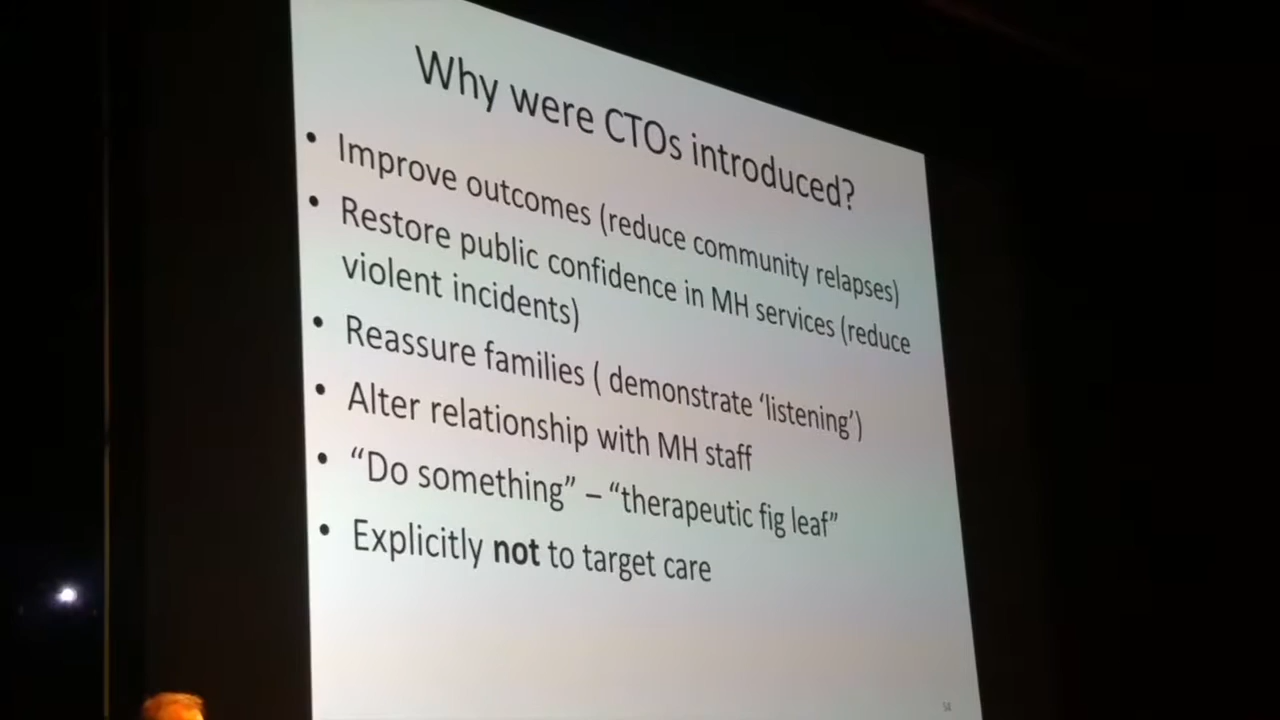 Why were CTOs introduced?
• Improve outcomes (reduce community relapses)
• Restore public confidence in MH services (reduce
violent incidents)
• Reassure families ( demonstrate ‘listening’)
• Alter relationship with MH staff
• “Do something” – “therapeutic fig leaf”
• Explicitly not to target care